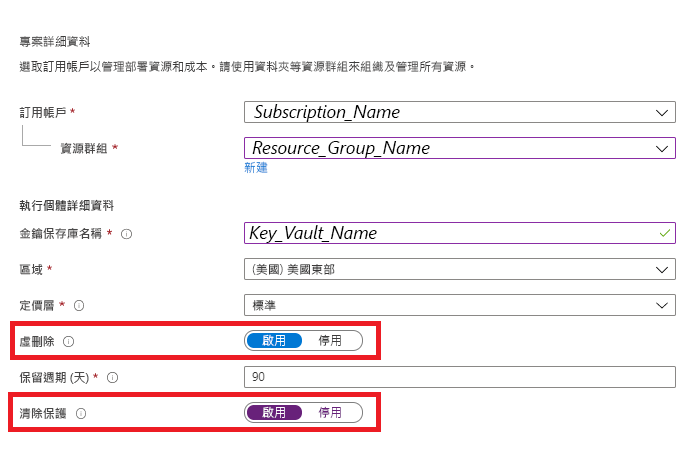 專案詳細資料
選取訂用帳戶以管理部署資源和成本。請使用資料夾等資源群組來組織及管理所有資源。
訂用帳戶 * Subscription_Name
資源群組 * Resource_Group_Name
新建
執行個體詳細資料
金鑰保存庫名稱 * Key_Vault_Name
區域 * (美國) 美國東部
定價層 * 標準
虛刪除 啟用 停用
保留週期 (天) * 90
清除保護 啟用 停用